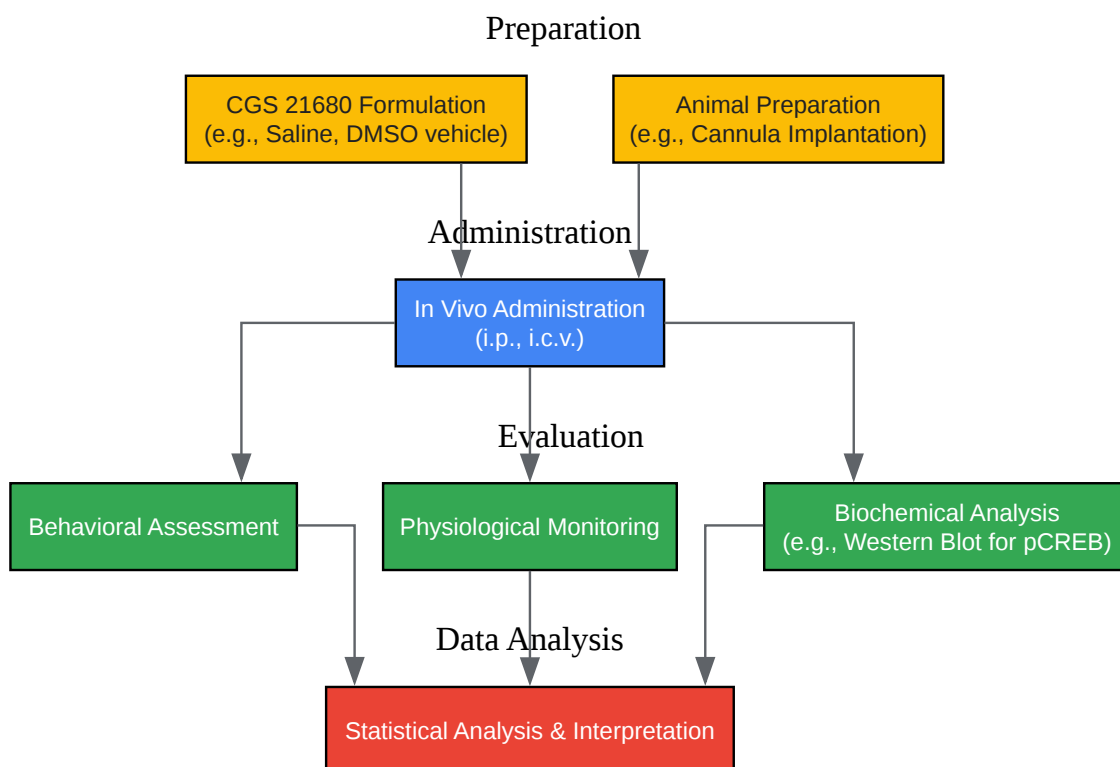 Preparation
CGS 21680 Formulation
(e.g., Saline, DMSO vehicle)
Animal Preparation
(e.g., Cannula Implantation)
Administration
In Vivo Administration
(i.p., i.c.v.)
Evaluation
Behavioral Assessment
Physiological Monitoring
Biochemical Analysis
(e.g., Western Blot for pCREB)
Data Analysis
Statistical Analysis & Interpretation